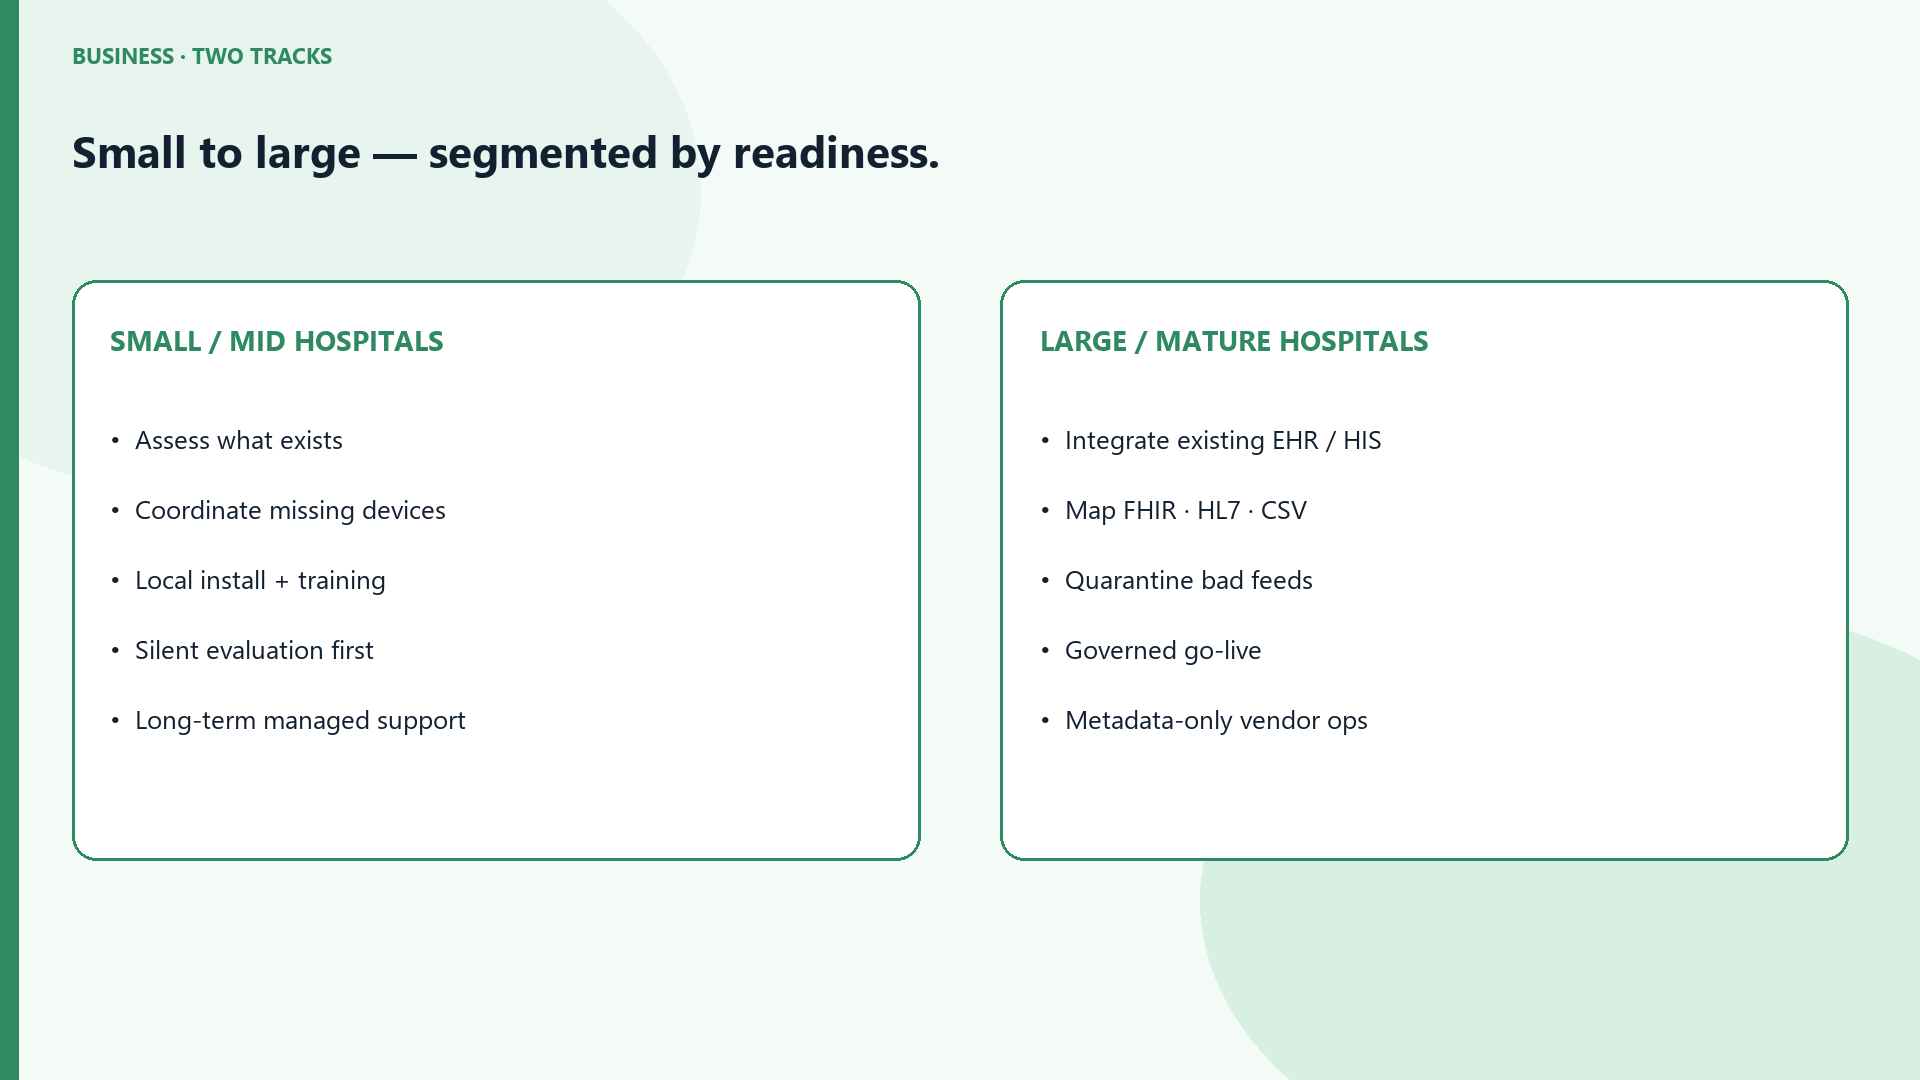 BUSINESS · TWO TRACKS
Small to large — segmented by readiness.
SMALL / MID HOSPITALS
• Assess what exists
• Coordinate missing devices
• Local install + training
• Silent evaluation first
• Long-term managed support
LARGE / MATURE HOSPITALS
• Integrate existing EHR / HIS
• Map FHIR · HL7 · CSV
• Quarantine bad feeds
• Governed go-live
• Metadata-only vendor ops